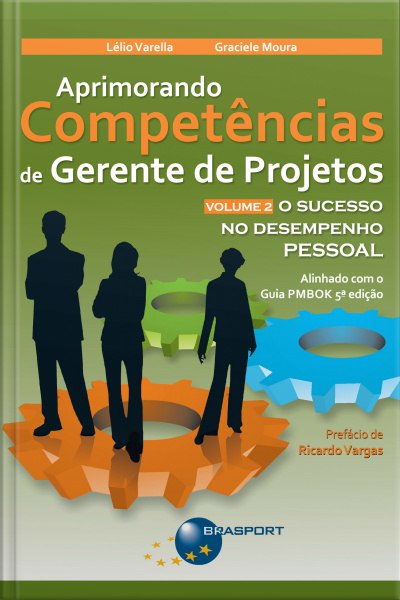 Lélio Varella Graciele Moura
Aprimorando
Competências
de Gerente de Projetos
VOLUME 2 O SUCESSO
NO DESEMPENHO
PESSOAL
Alinhado com o
Guia PMBOK 5ª edição
Prefácio de
Ricardo Vargas
BRASPORT